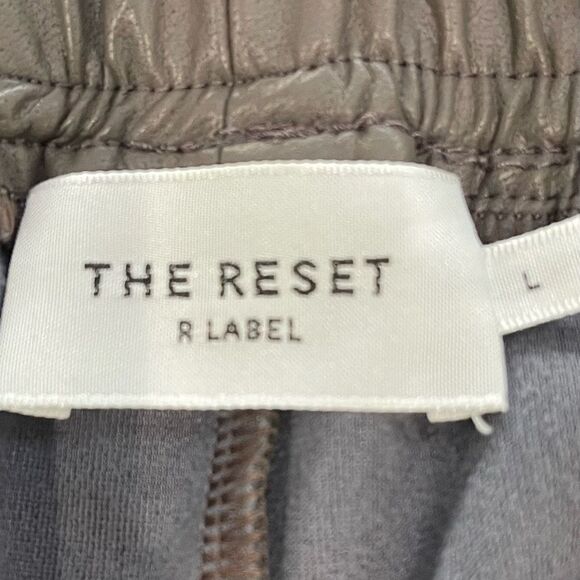 THE RESET
R LABEL
L